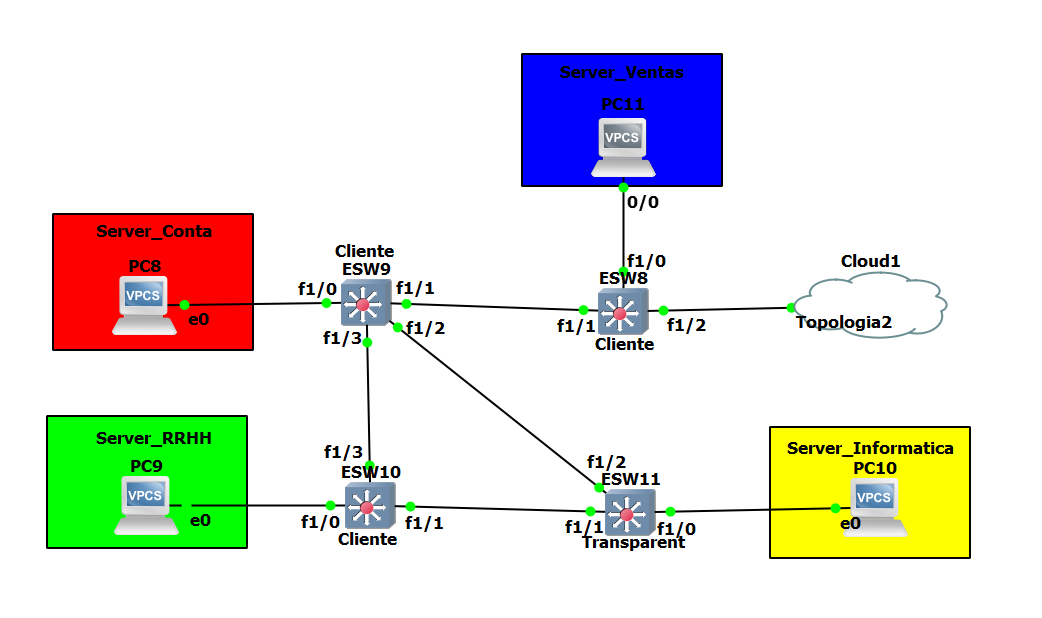 Server_Ventas
PC11
VPCS
0/0
Server_Conta
PC8
VPCS
e0
Cliente
ESW9
f1/0
f1/1
f1/2
f1/3
f1/0
ESW8
f1/1
f1/2
Cliente
Cloud1
Topologia2
Server_RRHH
PC9
VPCS
e0
f1/3
ESW10
f1/0
f1/1
Cliente
f1/2
ESW11
f1/1
f1/0
Transparent
Server_Informatica
PC10
VPCS
e0